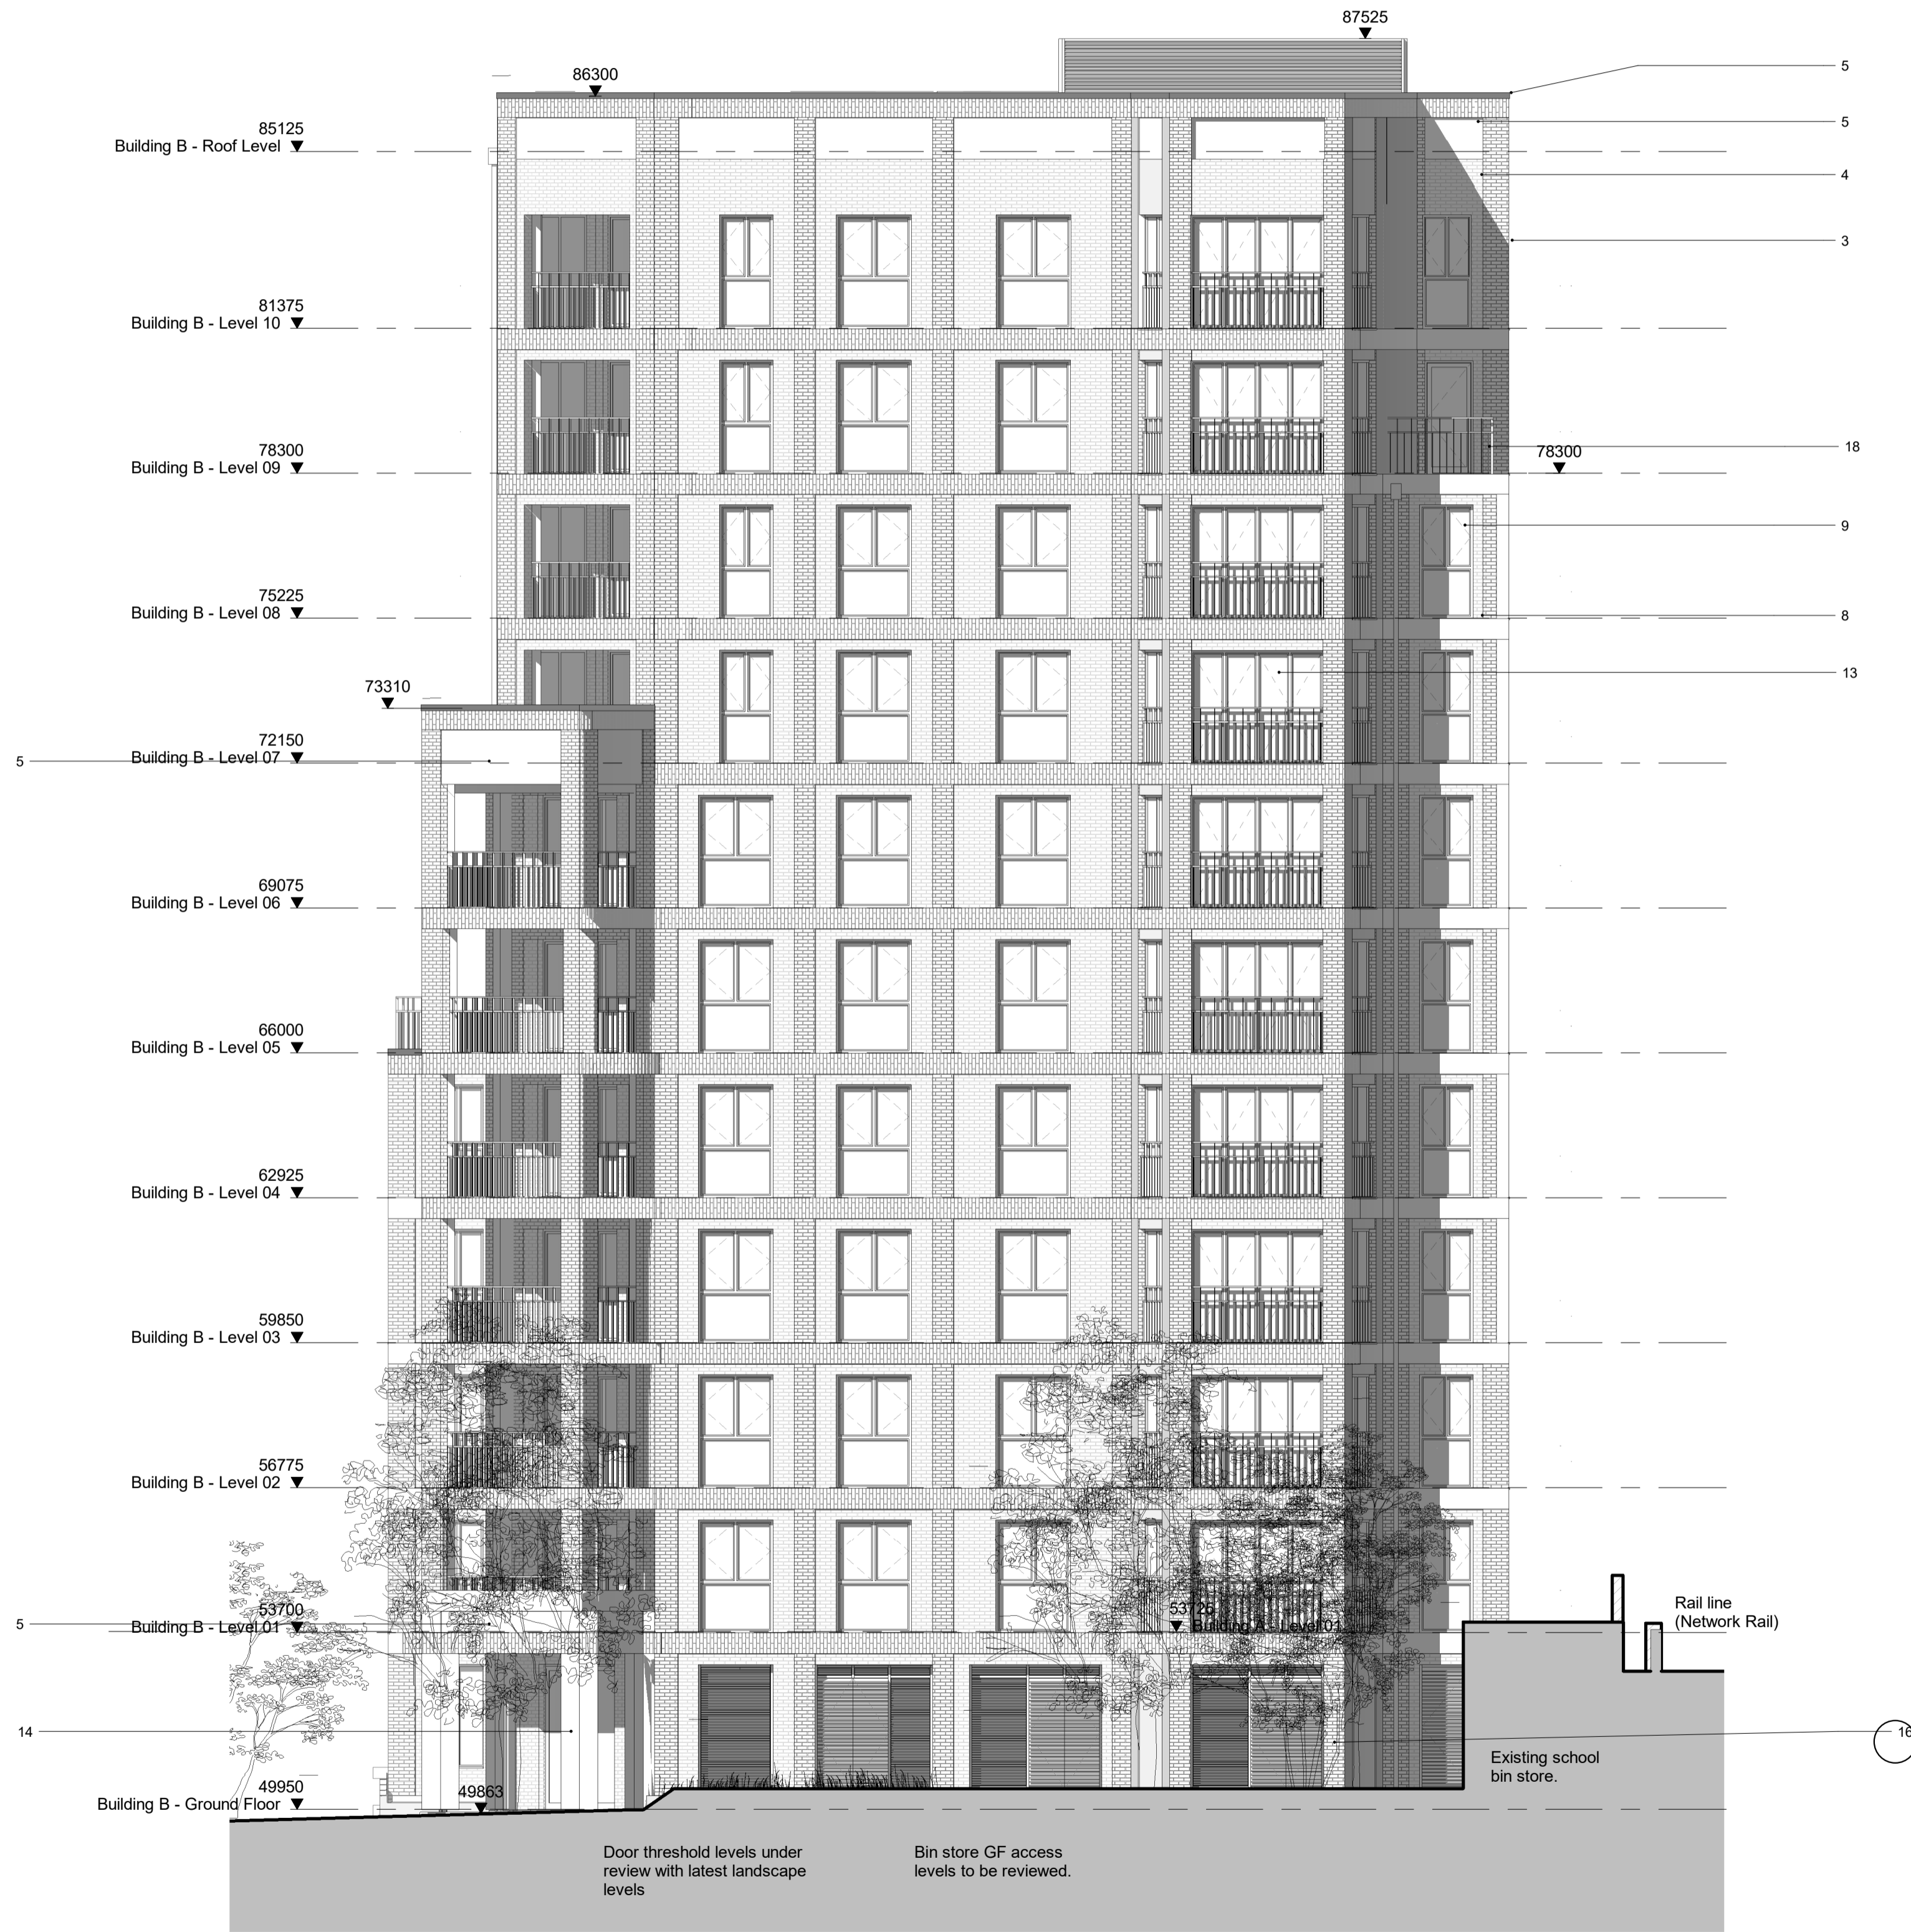 87525
5
86300
5
85125
Building B - Roof Level
4
3
81375
Building B - Level 10
18
78300
Building B - Level 09
78300
9
75225
Building B - Level 08
8
13
73310
72150
Building B - Level 07
5
69075
Building B - Level 06
66000
Building B - Level 05
62925
Building B - Level 04
59850
Building B - Level 03
56775
Building B - Level 02
53700
Building B - Level 01
5
53725
Building A - Level 01
Rail line
(Network Rail)
14
16
Existing school
bin store.
49950
Building B - Ground Floor
49863
Door threshold levels under
review with latest landscape
levels
Bin store GF access
levels to be reviewed.